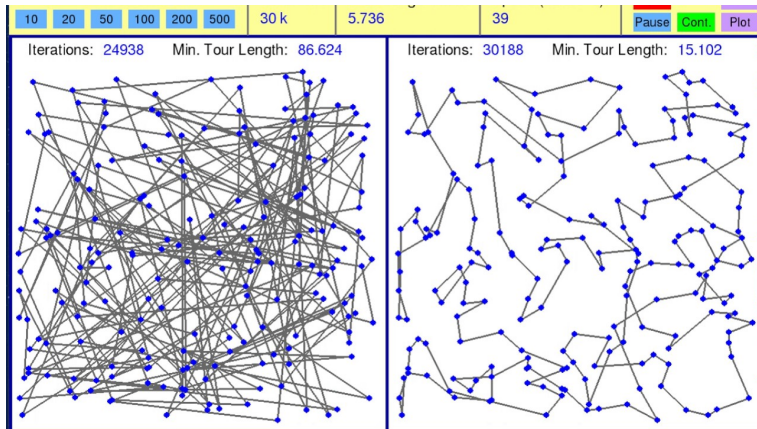 10 20 50 100 200 500 30 k 5.736 39 Pause Cont. Plot
Iterations: 24938 Min. Tour Length: 86.624
Iterations: 30188 Min. Tour Length: 15.102